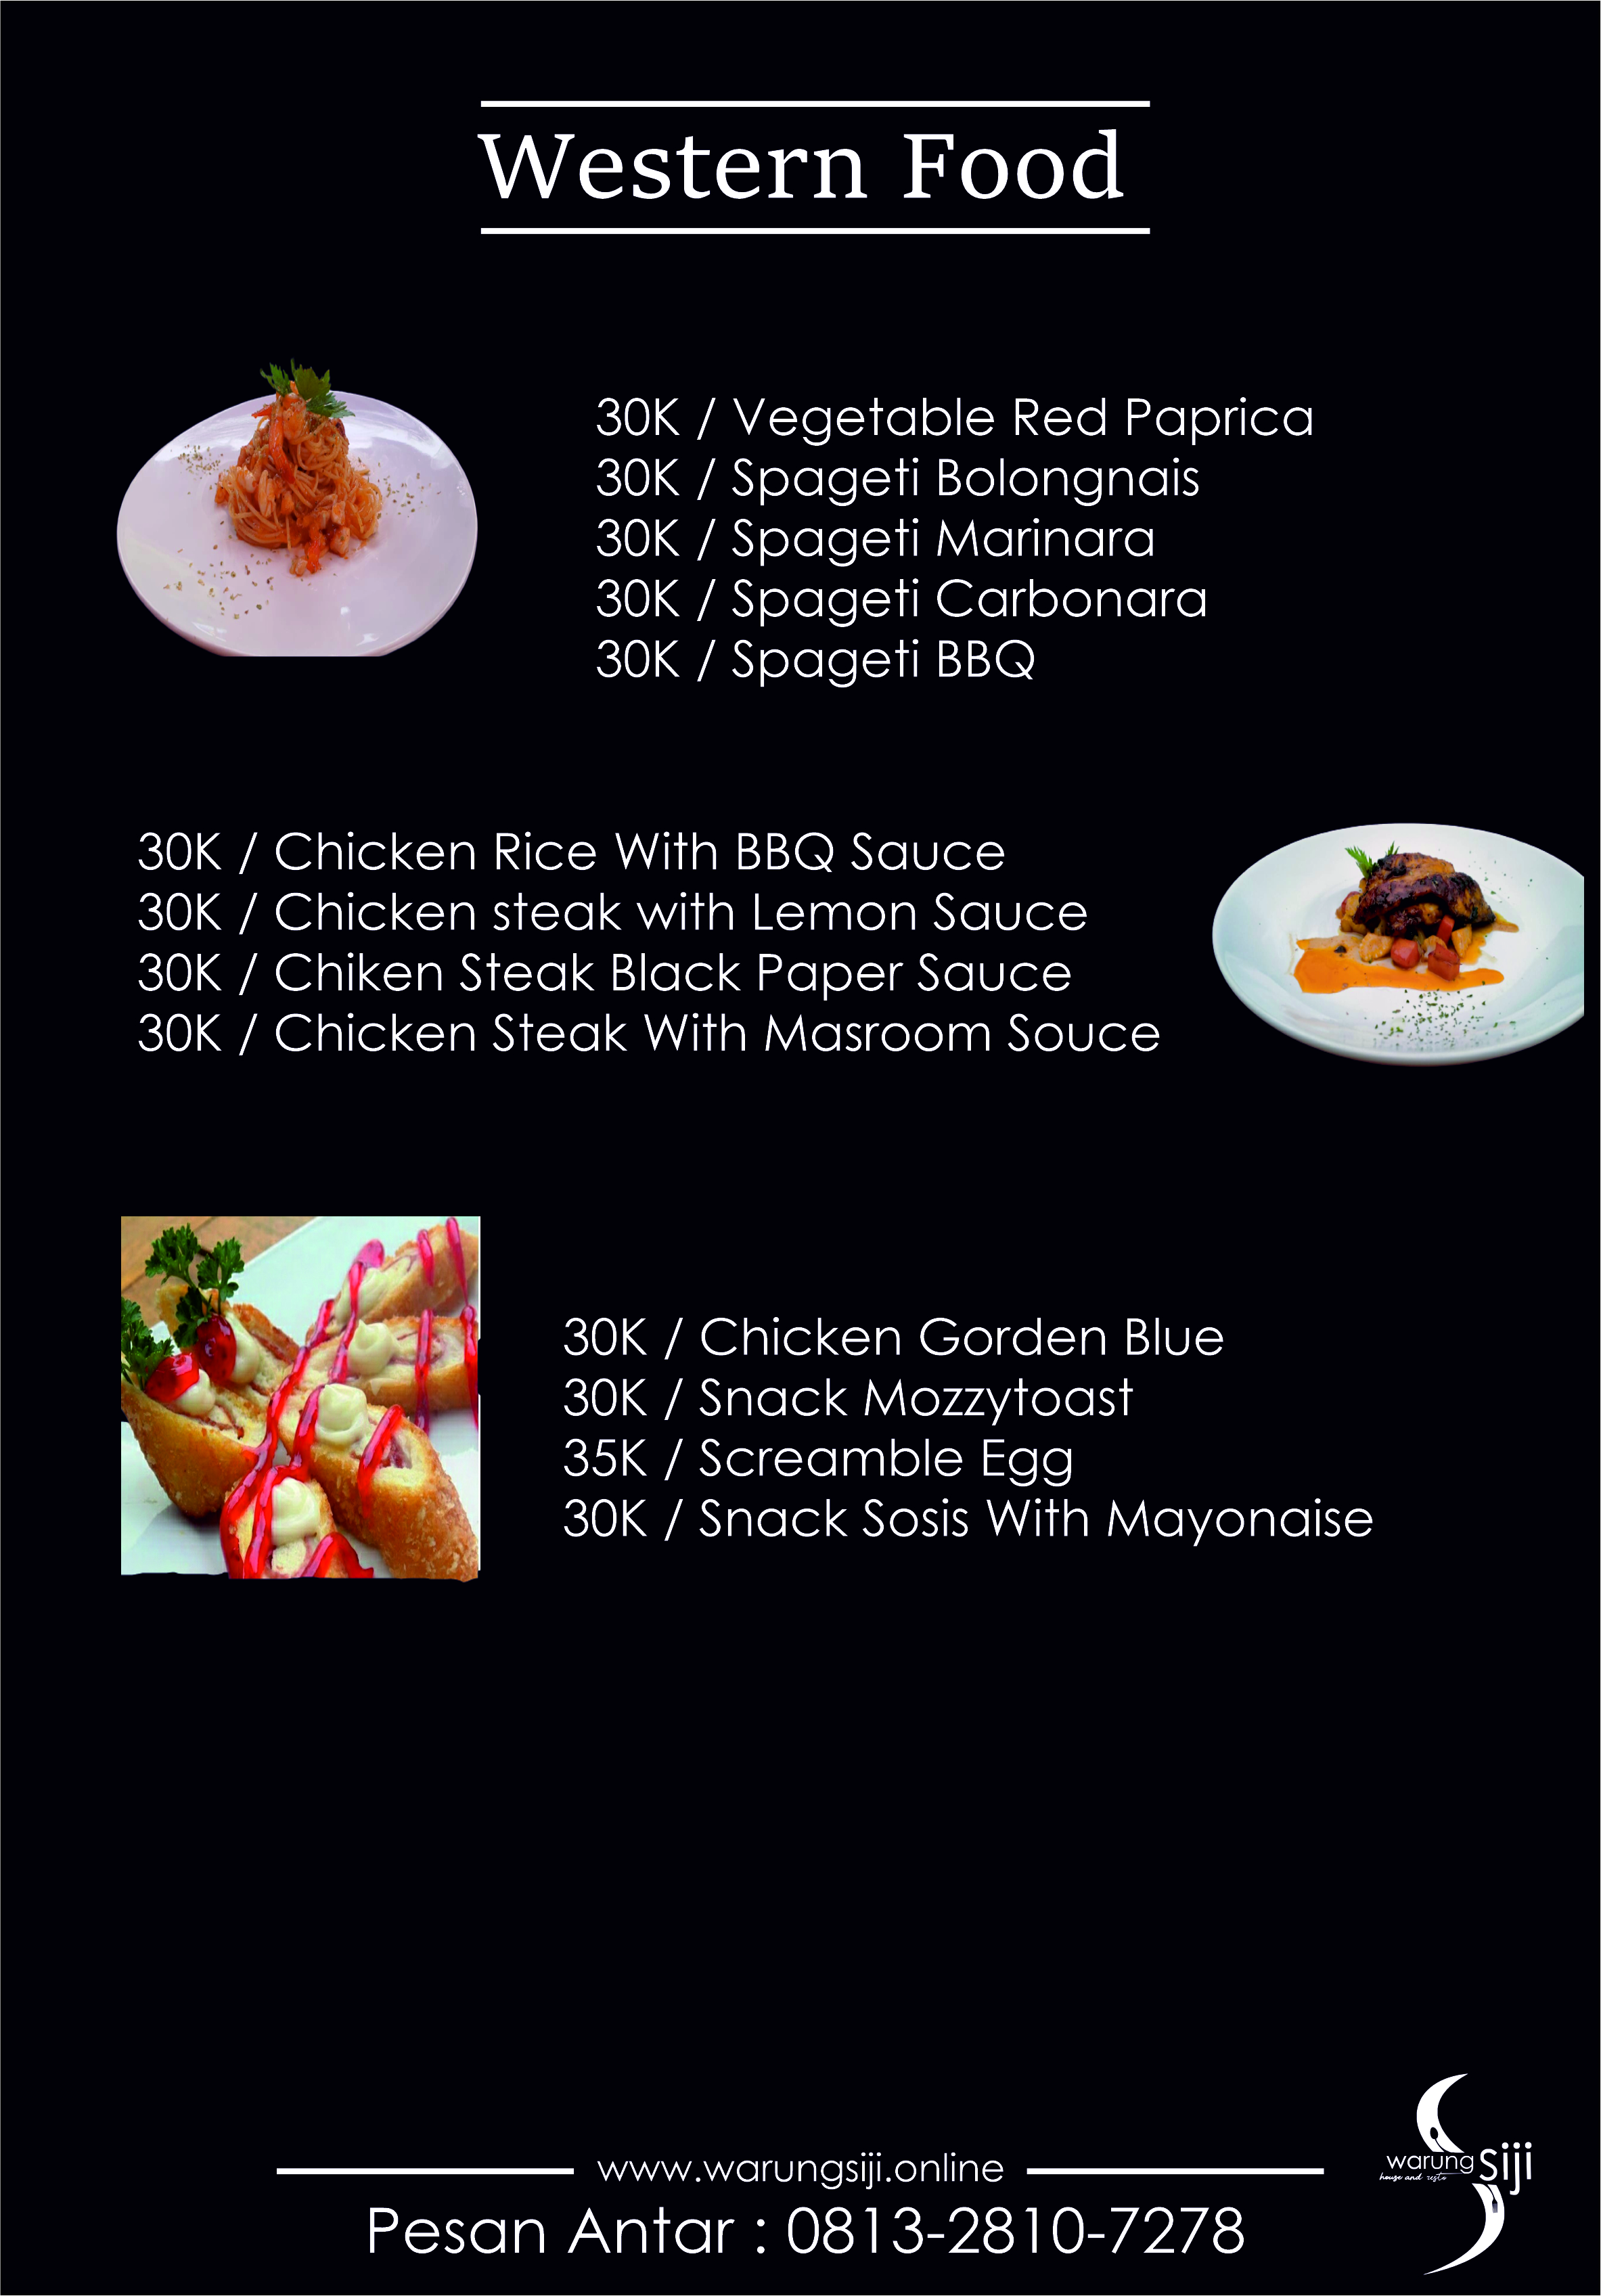 Western Food
30K / Vegetable Red Paprica
30K / Spageti Bolongnais
30K / Spageti Marinara
30K / Spageti Carbonara
30K / Spageti BBQ
30K / Chicken Rice With BBQ Sauce
30K / Chicken steak with Lemon Sauce
30K / Chiken Steak Black Paper Sauce
30K / Chicken Steak With Masroom Souce
30K / Chicken Gorden Blue
30K / Snack Mozzytoast
35K / Screamble Egg
30K / Snack Sosis With Mayonaise
www.warungsiji.online
Pesan Antar : 0813-2810-7278
warung siji
house and resto